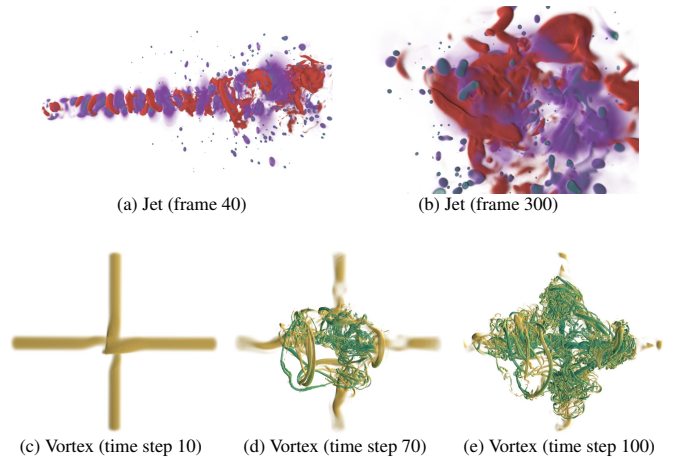 (a) Jet (frame 40)
(b) Jet (frame 300)
(c) Vortex (time step 10)
(d) Vortex (time step 70)
(e) Vortex (time step 100)